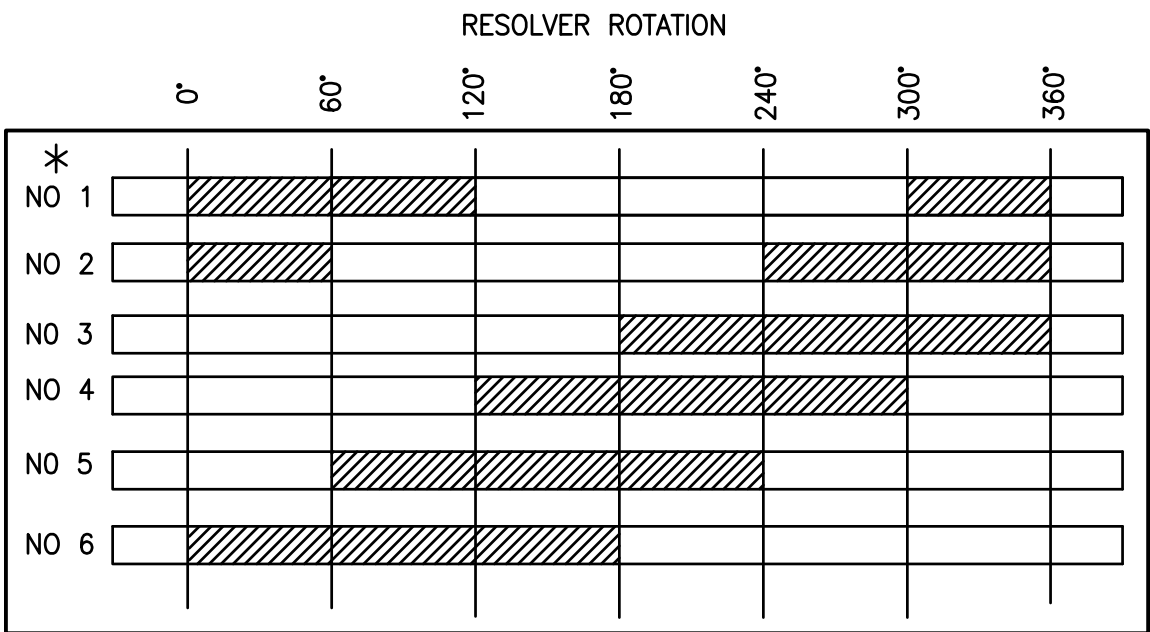 RESOLVER ROTATION
0° 60° 120° 180° 240° 300° 360°
*
NO 1
NO 2
NO 3
NO 4
NO 5
NO 6